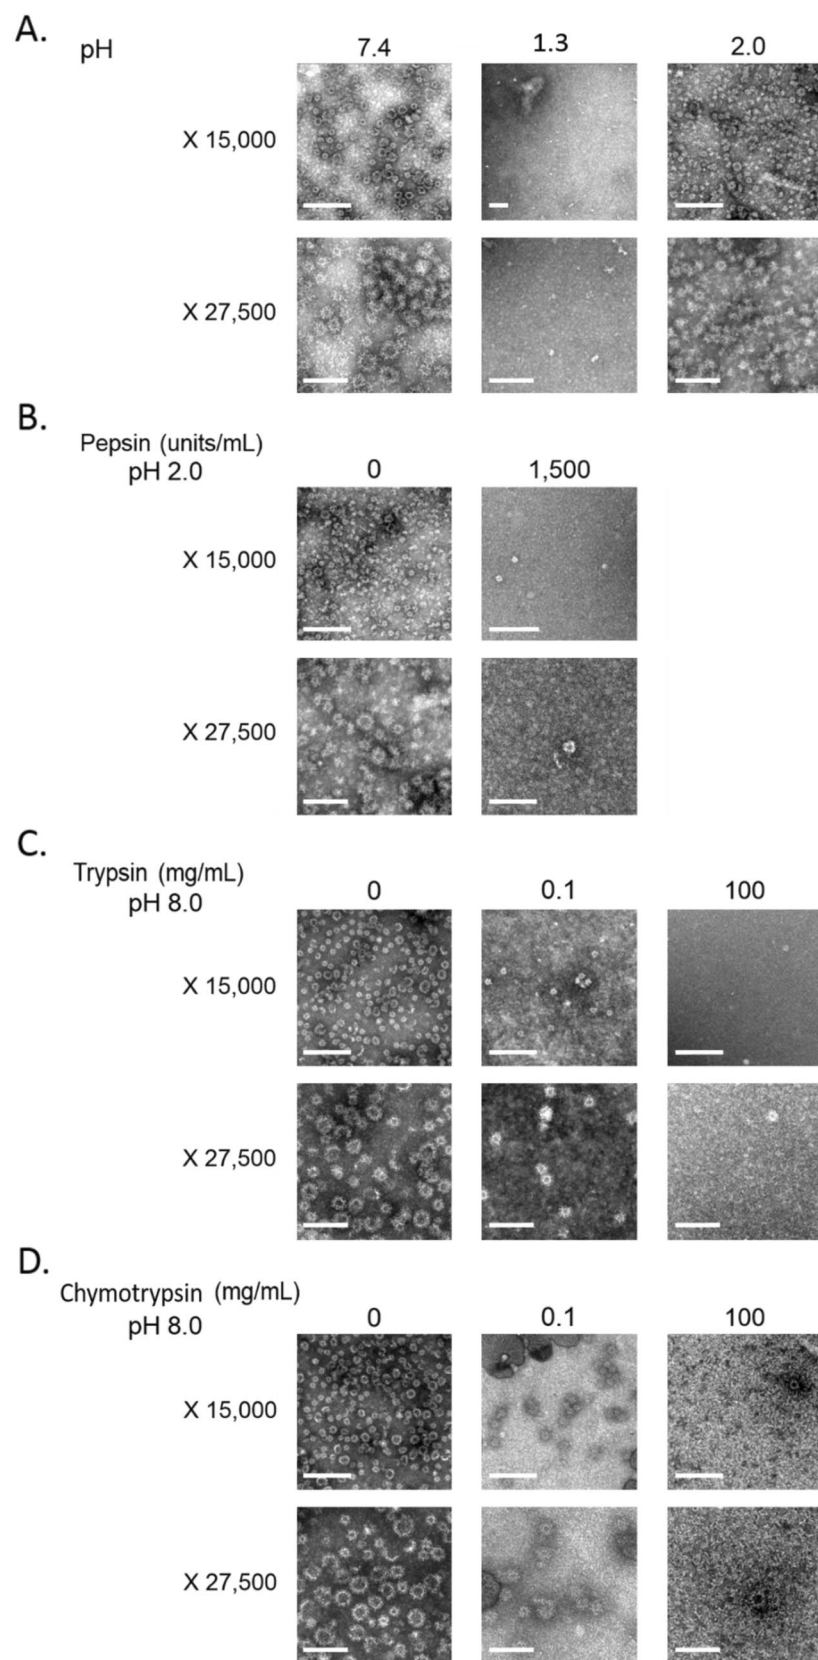 A.
pH 7.4 1.3 2.0
X 15,000
X 27,500
B.
Pepsin (units/mL)
pH 2.0 0 1,500
X 15,000
X 27,500
C.
Trypsin (mg/mL)
pH 8.0 0 0.1 100
X 15,000
X 27,500
D.
Chymotrypsin (mg/mL)
pH 8.0 0 0.1 100
X 15,000
X 27,500